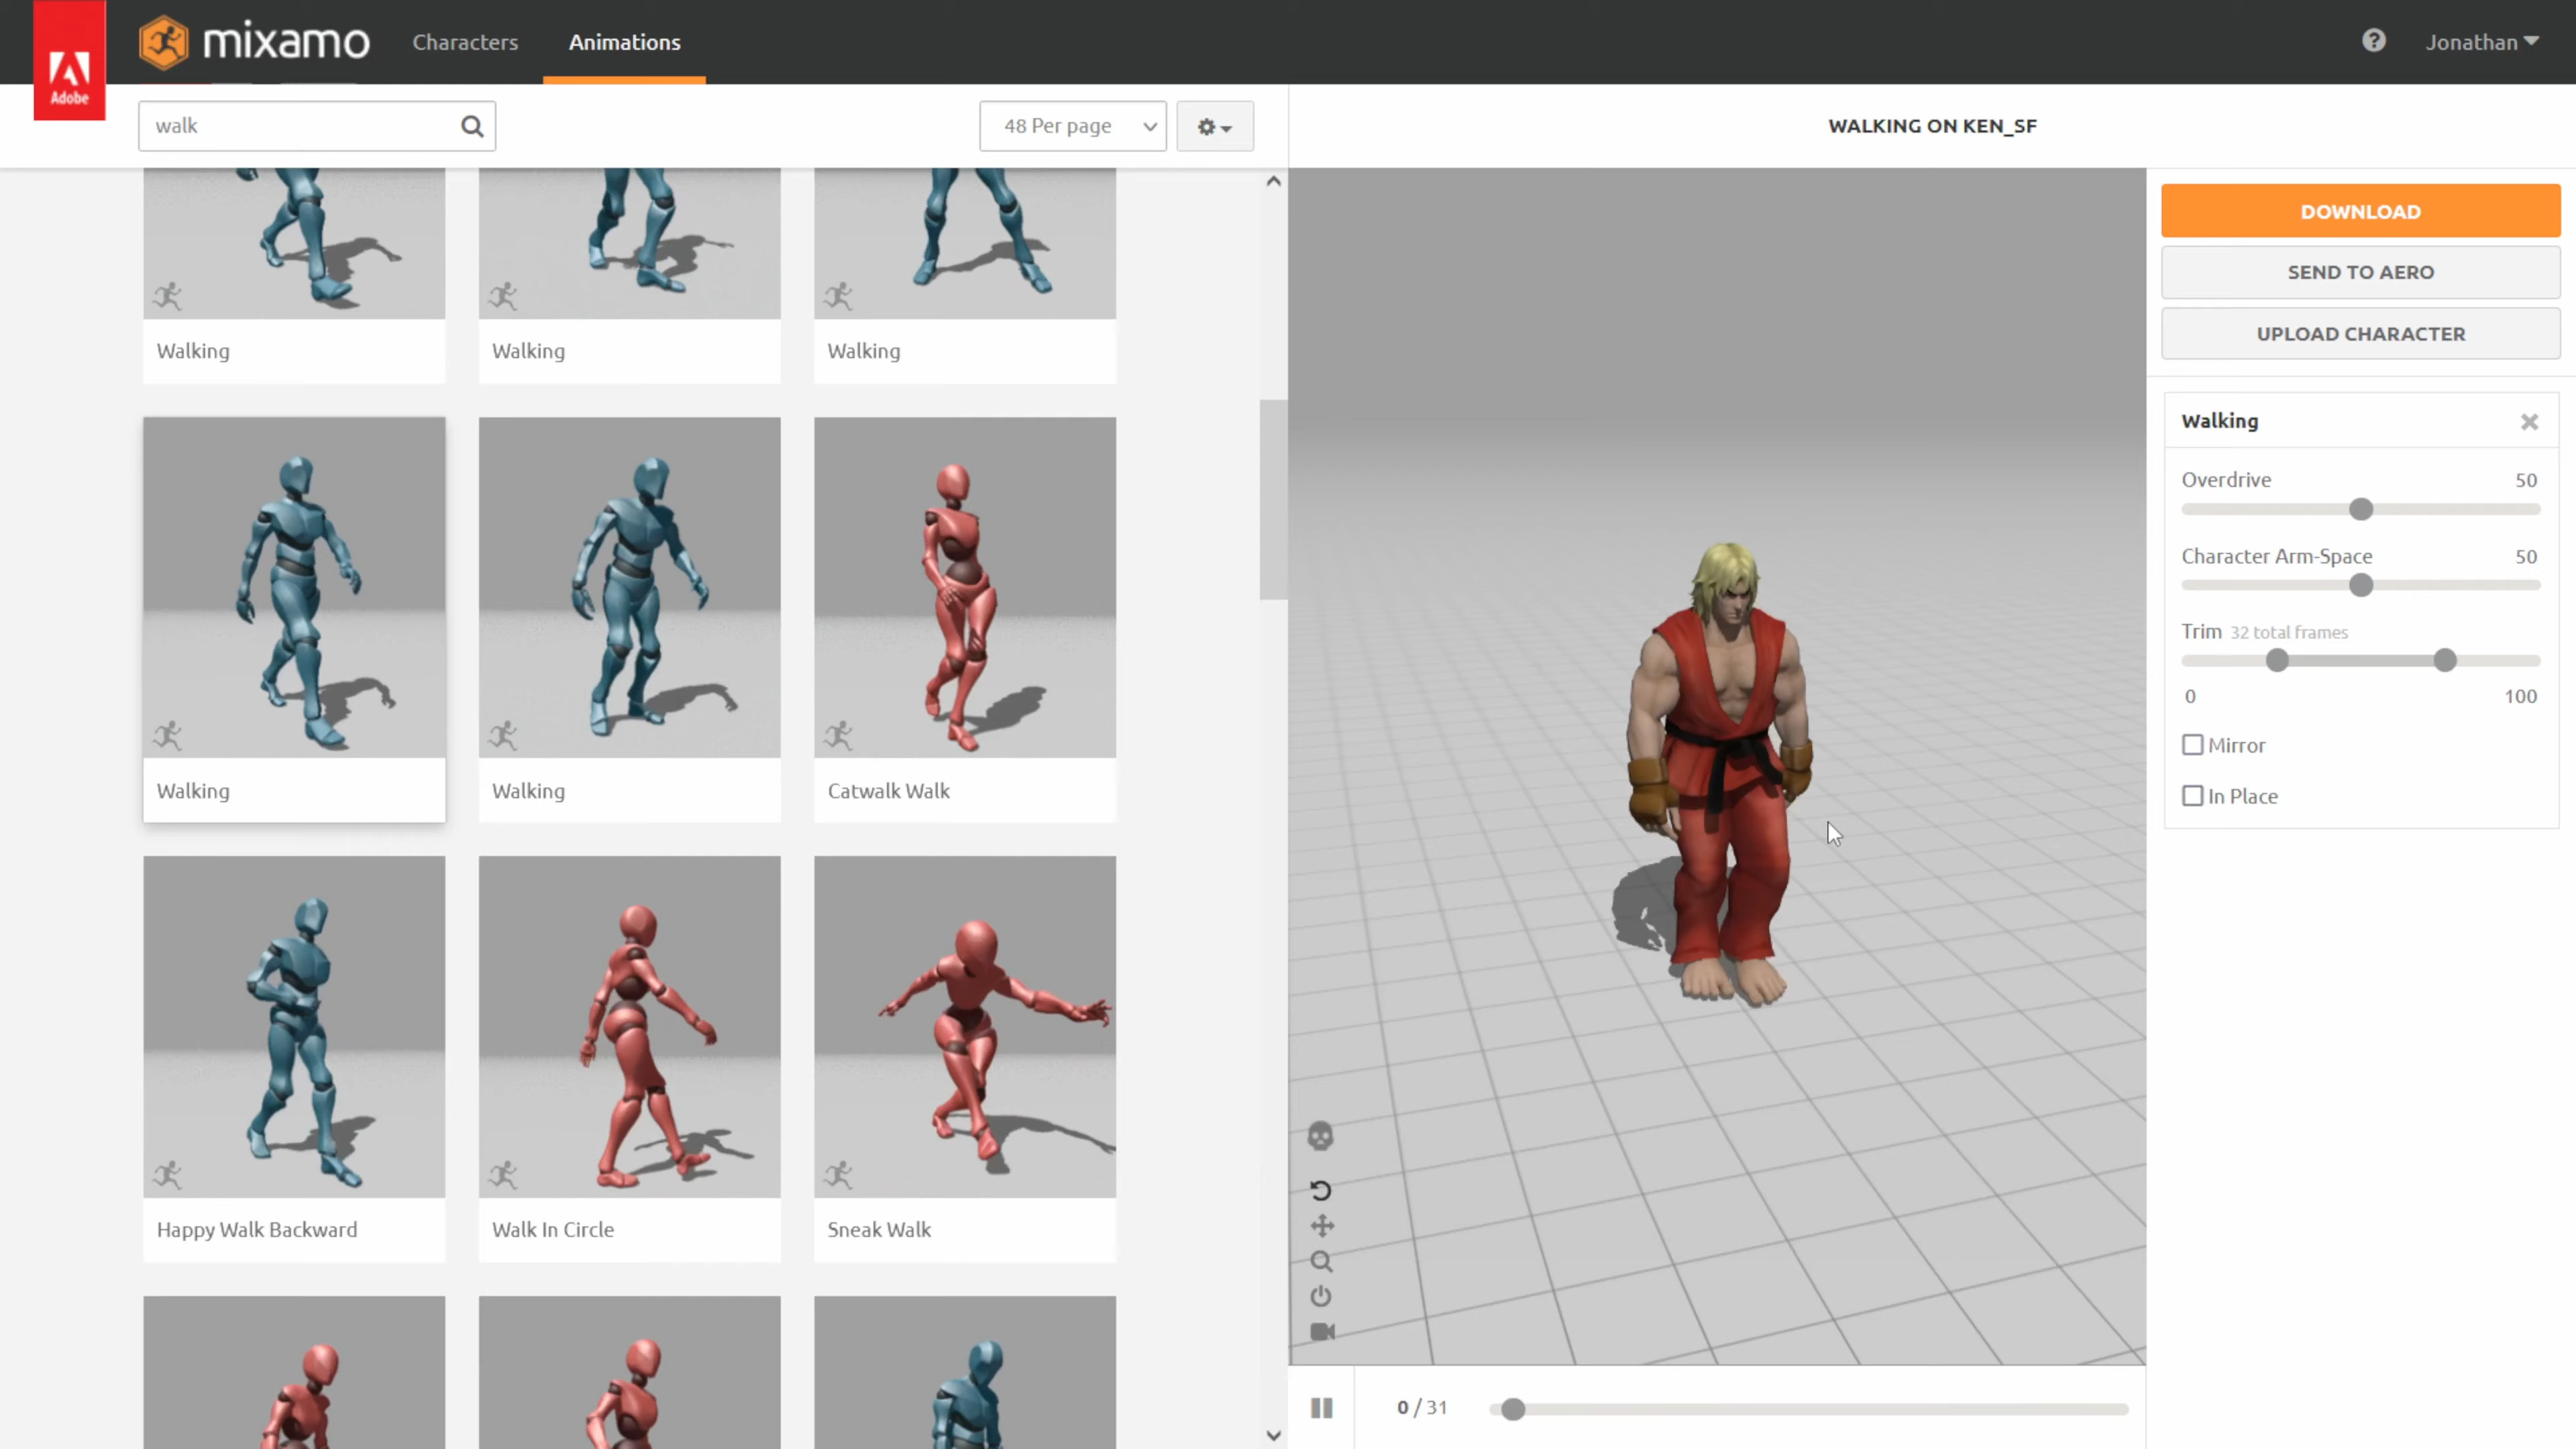 Adobe
mixamo
Characters
Animations
Jonathan
walk
48 Per page
WALKING ON KEN_SF
Walking
Walking
Walking
Walking
Walking
Catwalk Walk
Happy Walk Backward
Walk In Circle
Sneak Walk
0 / 31
DOWNLOAD
SEND TO AERO
UPLOAD CHARACTER
Walking
Overdrive 50
Character Arm-Space 50
Trim 32 total frames
0 100
Mirror
In Place